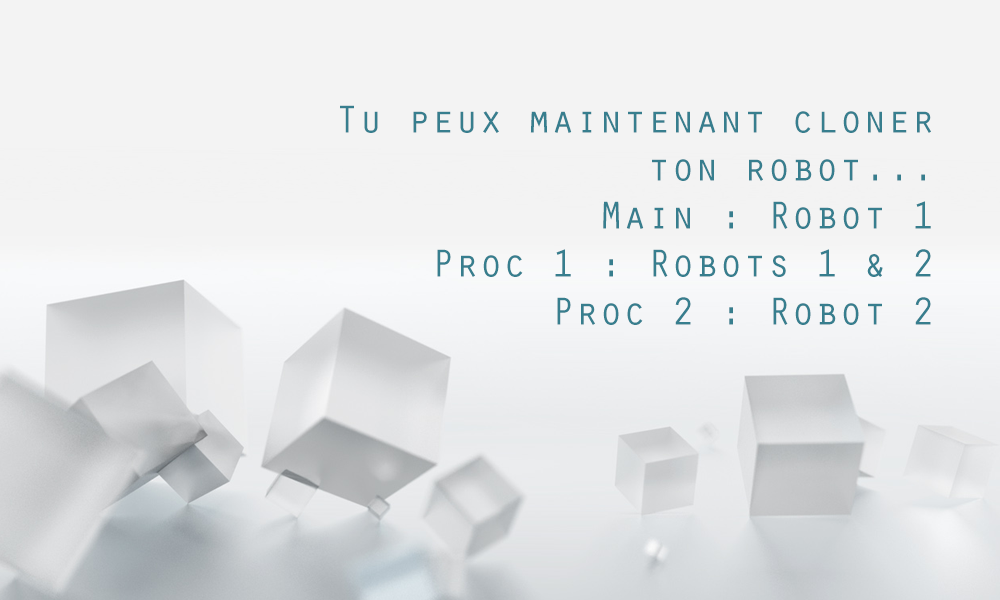 Tu peux maintenant cloner
ton robot...
Main : Robot 1
Proc 1 : Robots 1 & 2
Proc 2 : Robot 2